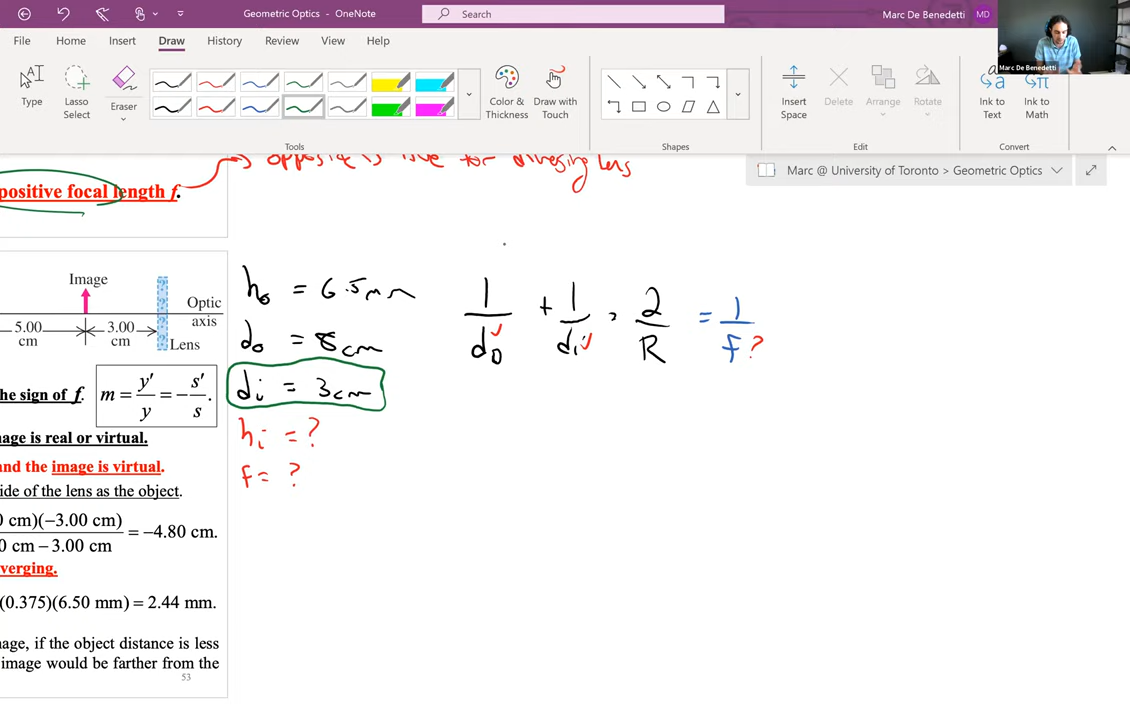 Geometric Optics - OneNote
Search
Marc De Benedetti
MD
File
Home
Insert
Draw
History
Review
View
Help
Marc De Benedetti
Type
Lasso Select
Eraser
Color & Thickness
Draw with Touch
Insert Space
Delete
Arrange
Rotate
Ink to Text
Ink to Math
Tools
Shapes
Edit
Convert
→ opposite is true for diverging lens
positive focal length f.
Marc @ University of Toronto > Geometric Optics
Image
Optic axis
5.00 cm
3.00 cm
Lens
h₀ = 6.5mm
d₀ = 8cm
dᵢ = 3cm
hᵢ = ?
f = ?
1/d₀ + 1/dᵢ = 2/R = 1/f ?
he sign of f.
m = y′/y = −s′/s.
age is real or virtual.
and the image is virtual.
ide of the lens as the object.
0 cm)(−3.00 cm)
0 cm − 3.00 cm
= −4.80 cm.
verging.
(0.375)(6.50 mm) = 2.44 mm.
nage, if the object distance is less
image would be farther from the
53